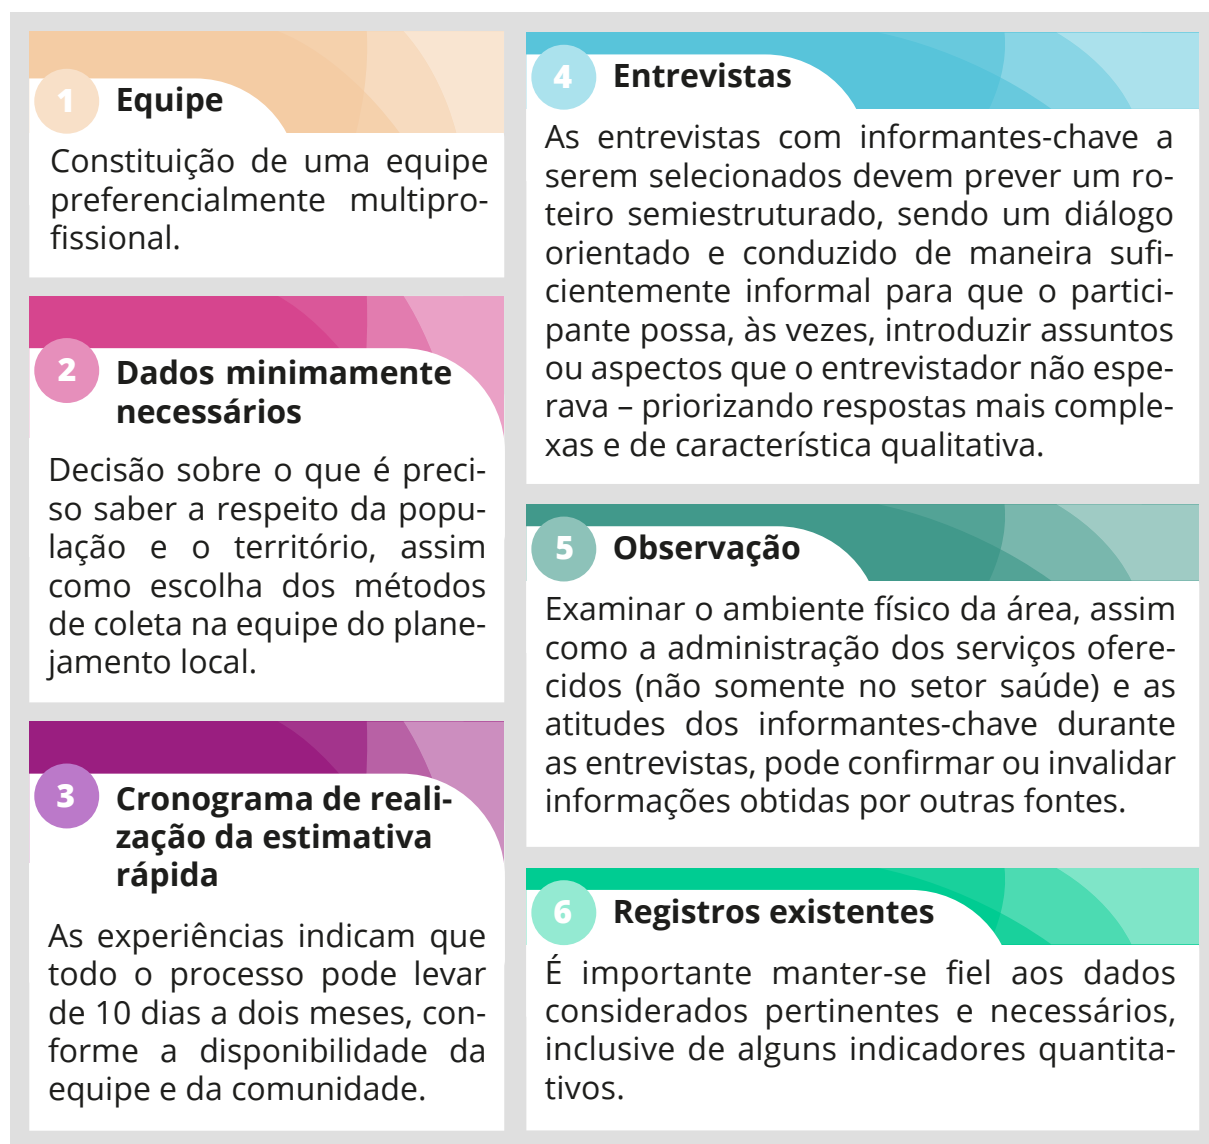 1
Equipe
Constituição de uma equipe
preferencialmente multipro-
fissional.
2
Dados minimamente
necessários
Decisão sobre o que é preci-
so saber a respeito da popu-
lação e o território, assim
como escolha dos métodos
de coleta na equipe do plane-
jamento local.
3
Cronograma de reali-
zação da estimativa
rápida
As experiências indicam que
todo o processo pode levar
de 10 dias a dois meses, con-
forme a disponibilidade da
equipe e da comunidade.
4
Entrevistas
As entrevistas com informantes-chave a
serem selecionados devem prever um ro-
teiro semiestruturado, sendo um diálogo
orientado e conduzido de maneira sufi-
cientemente informal para que o partici-
pante possa, às vezes, introduzir assuntos
ou aspectos que o entrevistador não espe-
rava – priorizando respostas mais comple-
xas e de característica qualitativa.
5
Observação
Examinar o ambiente físico da área, assim
como a administração dos serviços ofere-
cidos (não somente no setor saúde) e as
atitudes dos informantes-chave durante
as entrevistas, pode confirmar ou invalidar
informações obtidas por outras fontes.
6
Registros existentes
É importante manter-se fiel aos dados
considerados pertinentes e necessários,
inclusive de alguns indicadores quantita-
tivos.